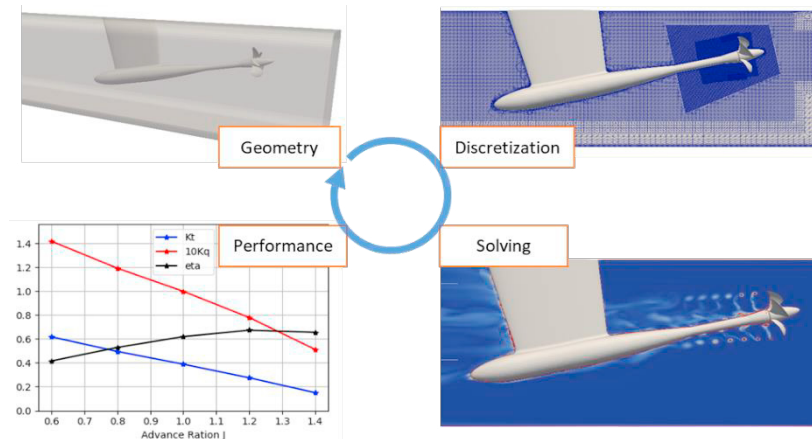 Geometry
Discretization
Performance
Solving
Kt
10Kq
eta
1.4
1.2
1.0
0.8
0.6
0.4
0.2
0.0
0.6 0.7 0.8 0.9 1.0 1.1 1.2 1.3 1.4
Advance Ration J